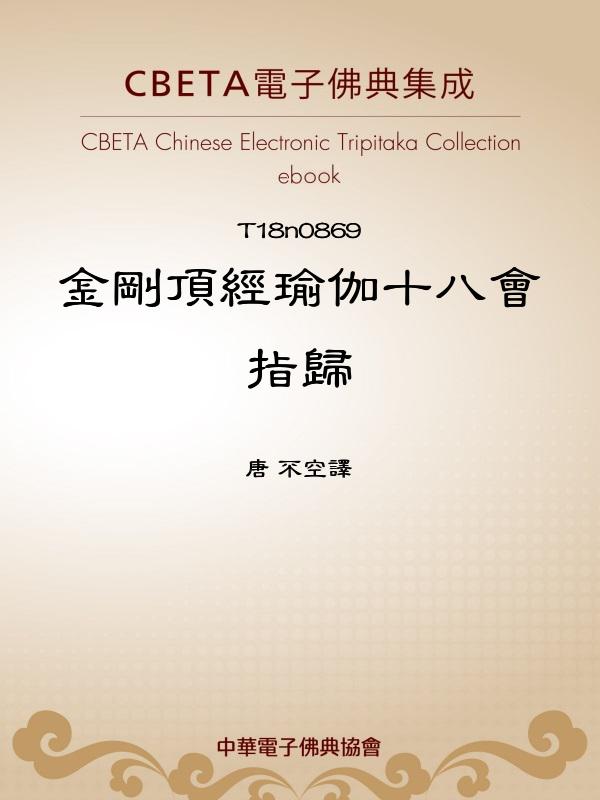 CBETA電子佛典集成
CBETA Chinese Electronic Tripitaka Collection
ebook
T18n0869
金剛頂經瑜伽十八會
指歸
唐 不空譯
中華電子佛典協會